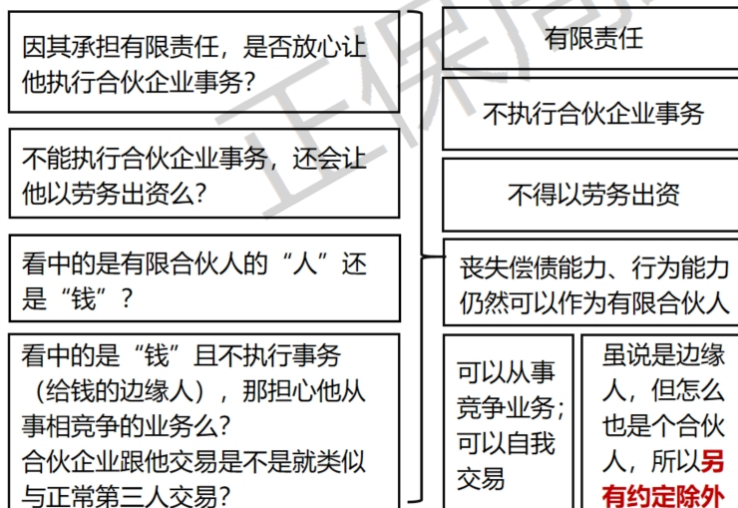 因其承担有限责任，是否放心让
他执行合伙企业事务？
不能执行合伙企业事务，还会让
他以劳务出资么？
看中的是有限合伙人的“人”还
是“钱”？
看中的是“钱”且不执行事务
（给钱的边缘人），那担心他从
事相竞争的业务么？
合伙企业跟他交易是不是就类似
与正常第三人交易？
有限责任
不执行合伙企业事务
不得以劳务出资
丧失偿债能力、行为能力
仍然可以作为有限合伙人
可以从事
竞争业务；
可以自我
交易
虽说是边缘
人，但怎么
也是个合伙
人，所以另
有约定除外
正保